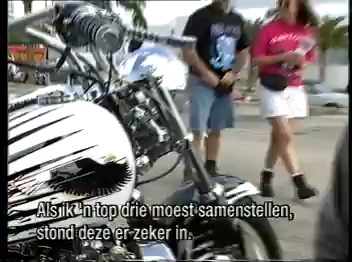 Als ik 'n top drie moest samenstellen,
stond deze er zeker in.